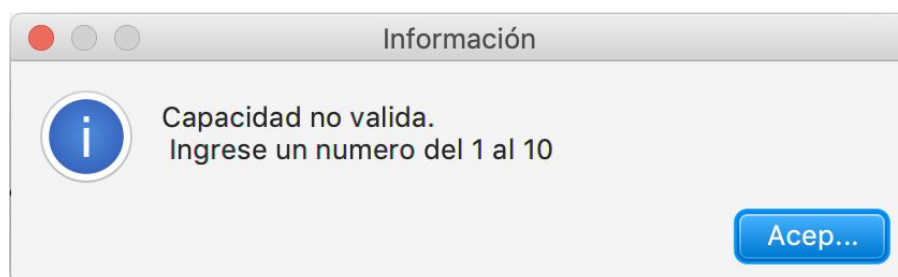 Información
Capacidad no valida.
Ingrese un numero del 1 al 10
Acep...